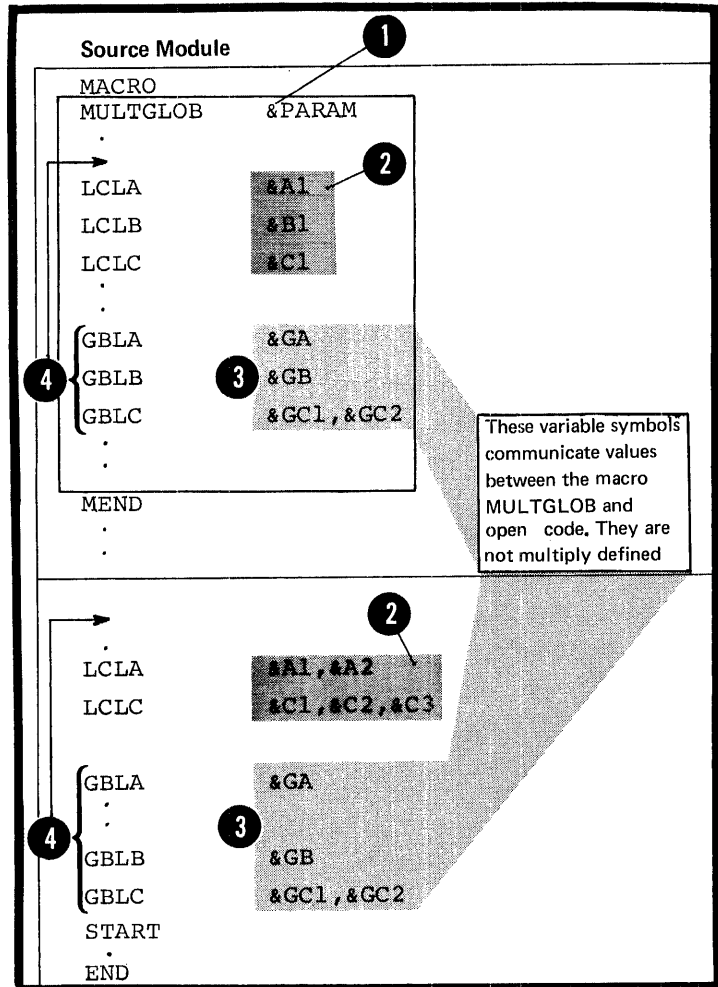 Source Module
1
MACRO
MULTGLOB &PARAM
.
2
LCLA &A1
LCLB &B1
LCLC &C1
.
.
GBLA &GA
4 3
GBLB &GB
GBLC &GC1,&GC2
.
.
MEND
.
.
These variable symbols
communicate values
between the macro
MULTGLOB and
open code. They are
not multiply defined
2
.
LCLA &A1,&A2
LCLC &C1,&C2,&C3
GBLA &GA
.
.
4 3
GBLB &GB
GBLC &GC1,&GC2
START
.
END